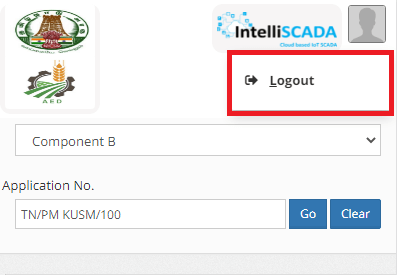 IntelliSCADA
Cloud based IoT SCADA
AED
Logout
Component B
Application No.
TN/PM KUSM/100
Go
Clear